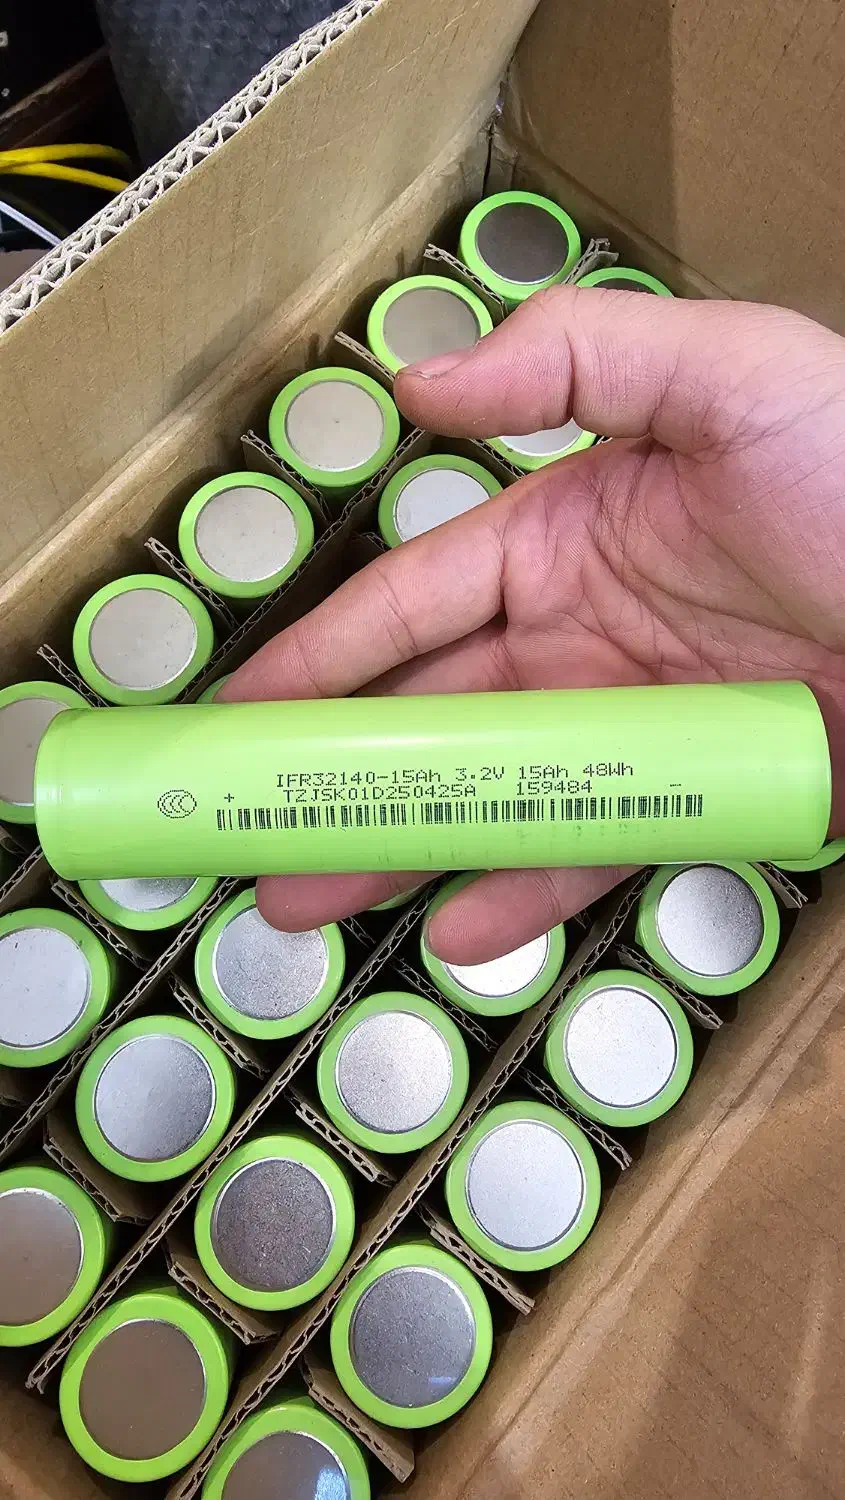 IFR32140-15Ah 3.2V 15Ah 48Wh
+ TZJSK01D250425A 159484 -